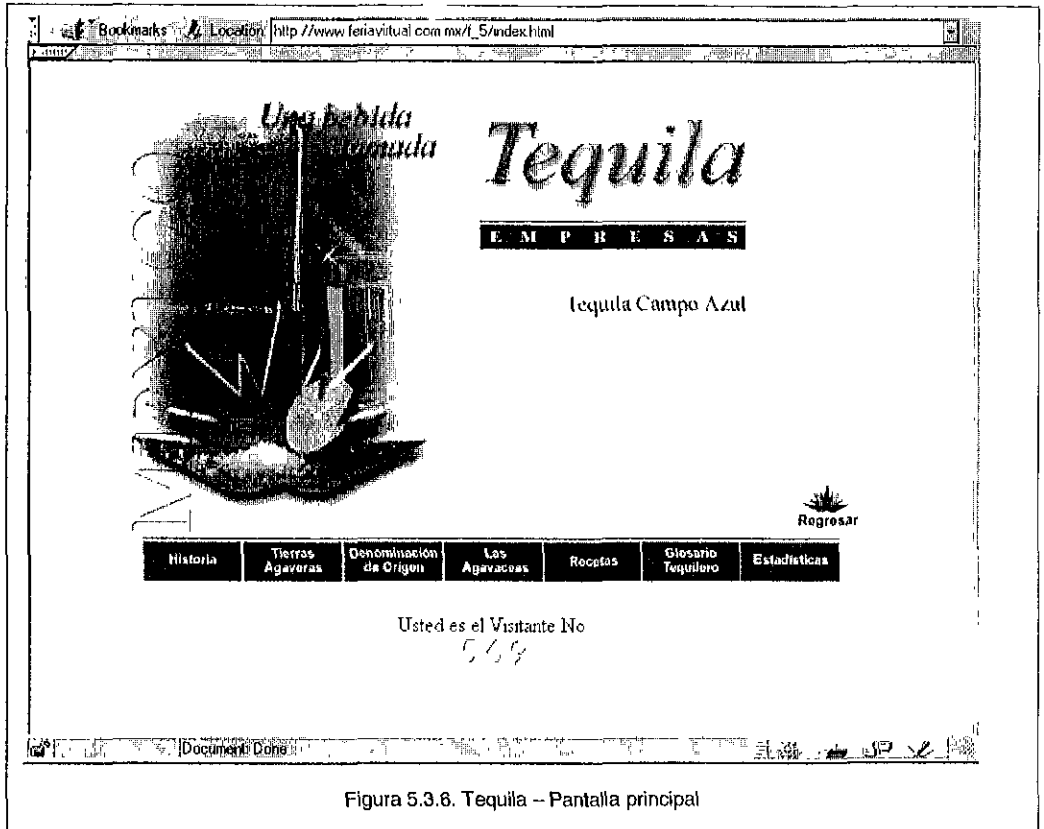 Bookmarks Location: http //www feriavirtual com mx/f_5/index.html
Una bebida
Tequila
EMPRESAS
Tequila Campo Azul
Regresar
Historia
Tierras Agaveras
Denominación de Origen
Las Agavaceas
Recetas
Glosario Tequilero
Estadísticas
Usted es el Visitante No
Document: Done
Figura 5.3.6. Tequila – Pantalla principal